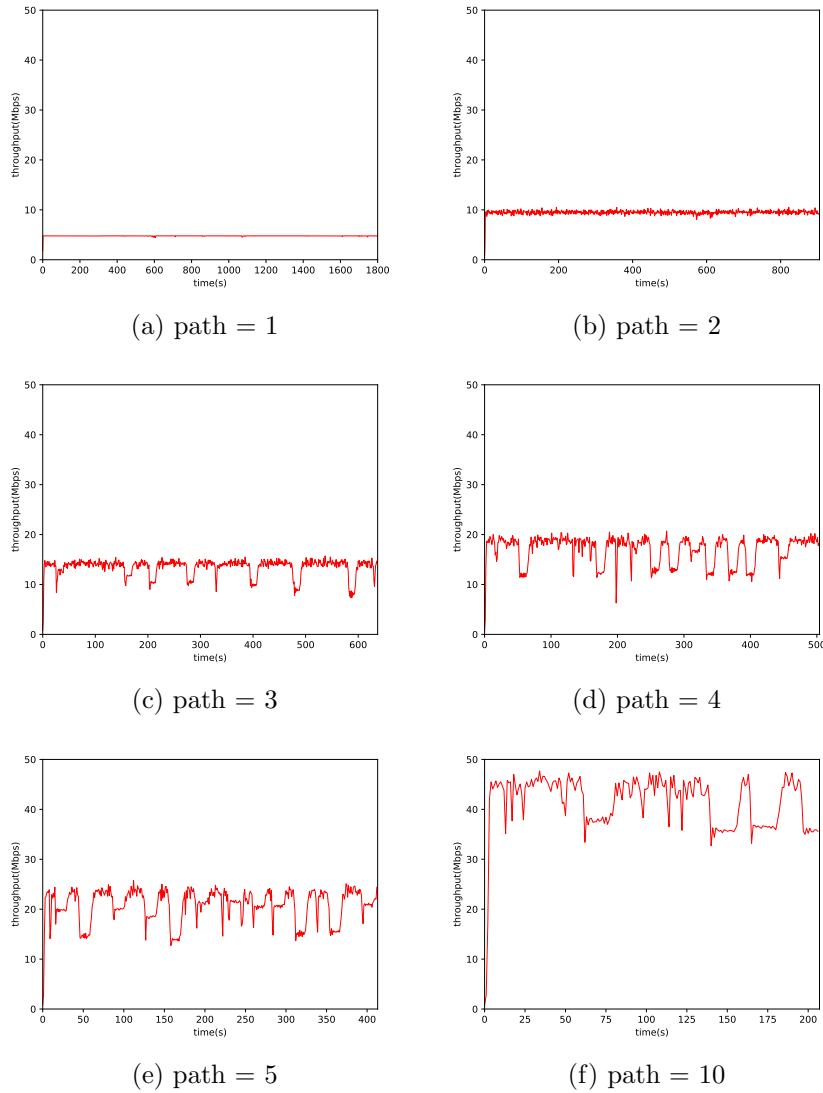 50
40
30
20
10
0
throughput(Mbps)
0 200 400 600 800 1000 1200 1400 1600 1800
time(s)
(a) path = 1
50
40
30
20
10
0
throughput(Mbps)
0 200 400 600 800
time(s)
(b) path = 2
50
40
30
20
10
0
throughput(Mbps)
0 100 200 300 400 500 600
time(s)
(c) path = 3
50
40
30
20
10
0
throughput(Mbps)
0 100 200 300 400 500
time(s)
(d) path = 4
50
40
30
20
10
0
throughput(Mbps)
0 50 100 150 200 250 300 350 400
time(s)
(e) path = 5
50
40
30
20
10
0
throughput(Mbps)
0 25 50 75 100 125 150 175 200
time(s)
(f) path = 10